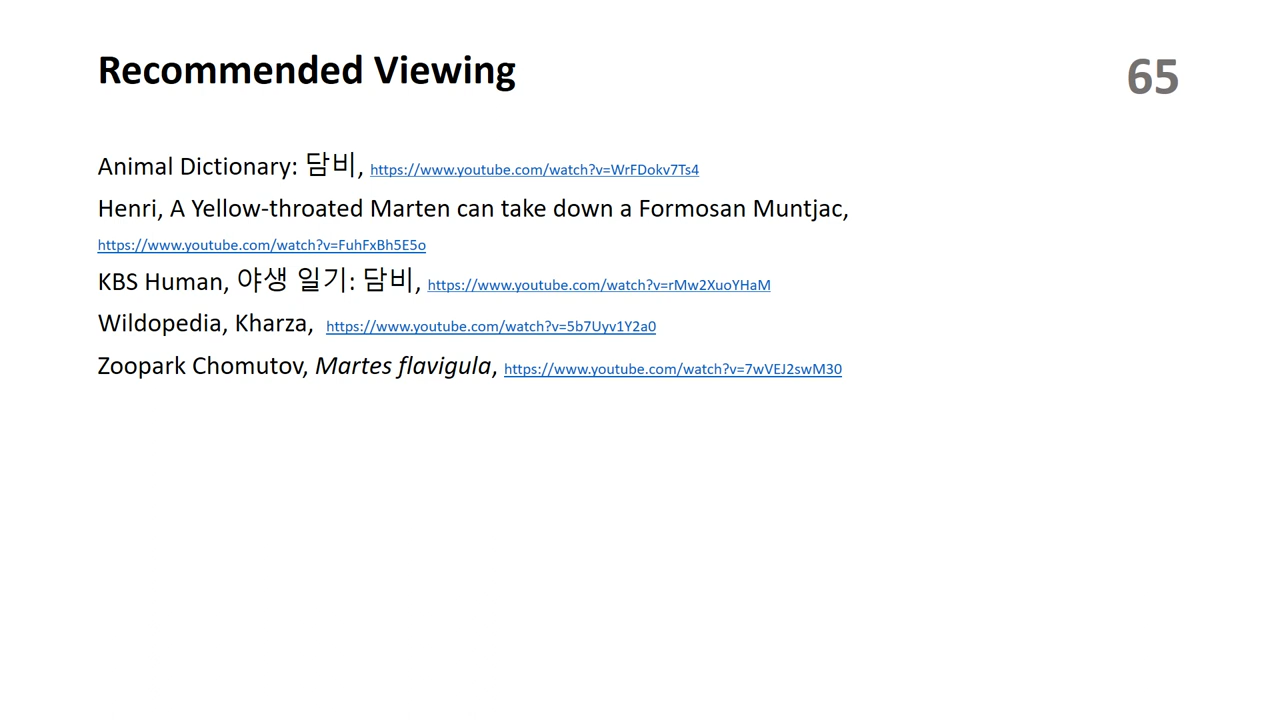 Recommended Viewing
65
Animal Dictionary: 담비, https://www.youtube.com/watch?v=WrFDokv7Ts4
Henri, A Yellow-throated Marten can take down a Formosan Muntjac,
https://www.youtube.com/watch?v=FuhFxBh5E5o
KBS Human, 야생 일기: 담비, https://www.youtube.com/watch?v=rMw2XuoYHaM
Wildopedia, Kharza, https://www.youtube.com/watch?v=5b7Uyv1Y2a0
Zoopark Chomutov, Martes flavigula, https://www.youtube.com/watch?v=7wVEJ2swM30